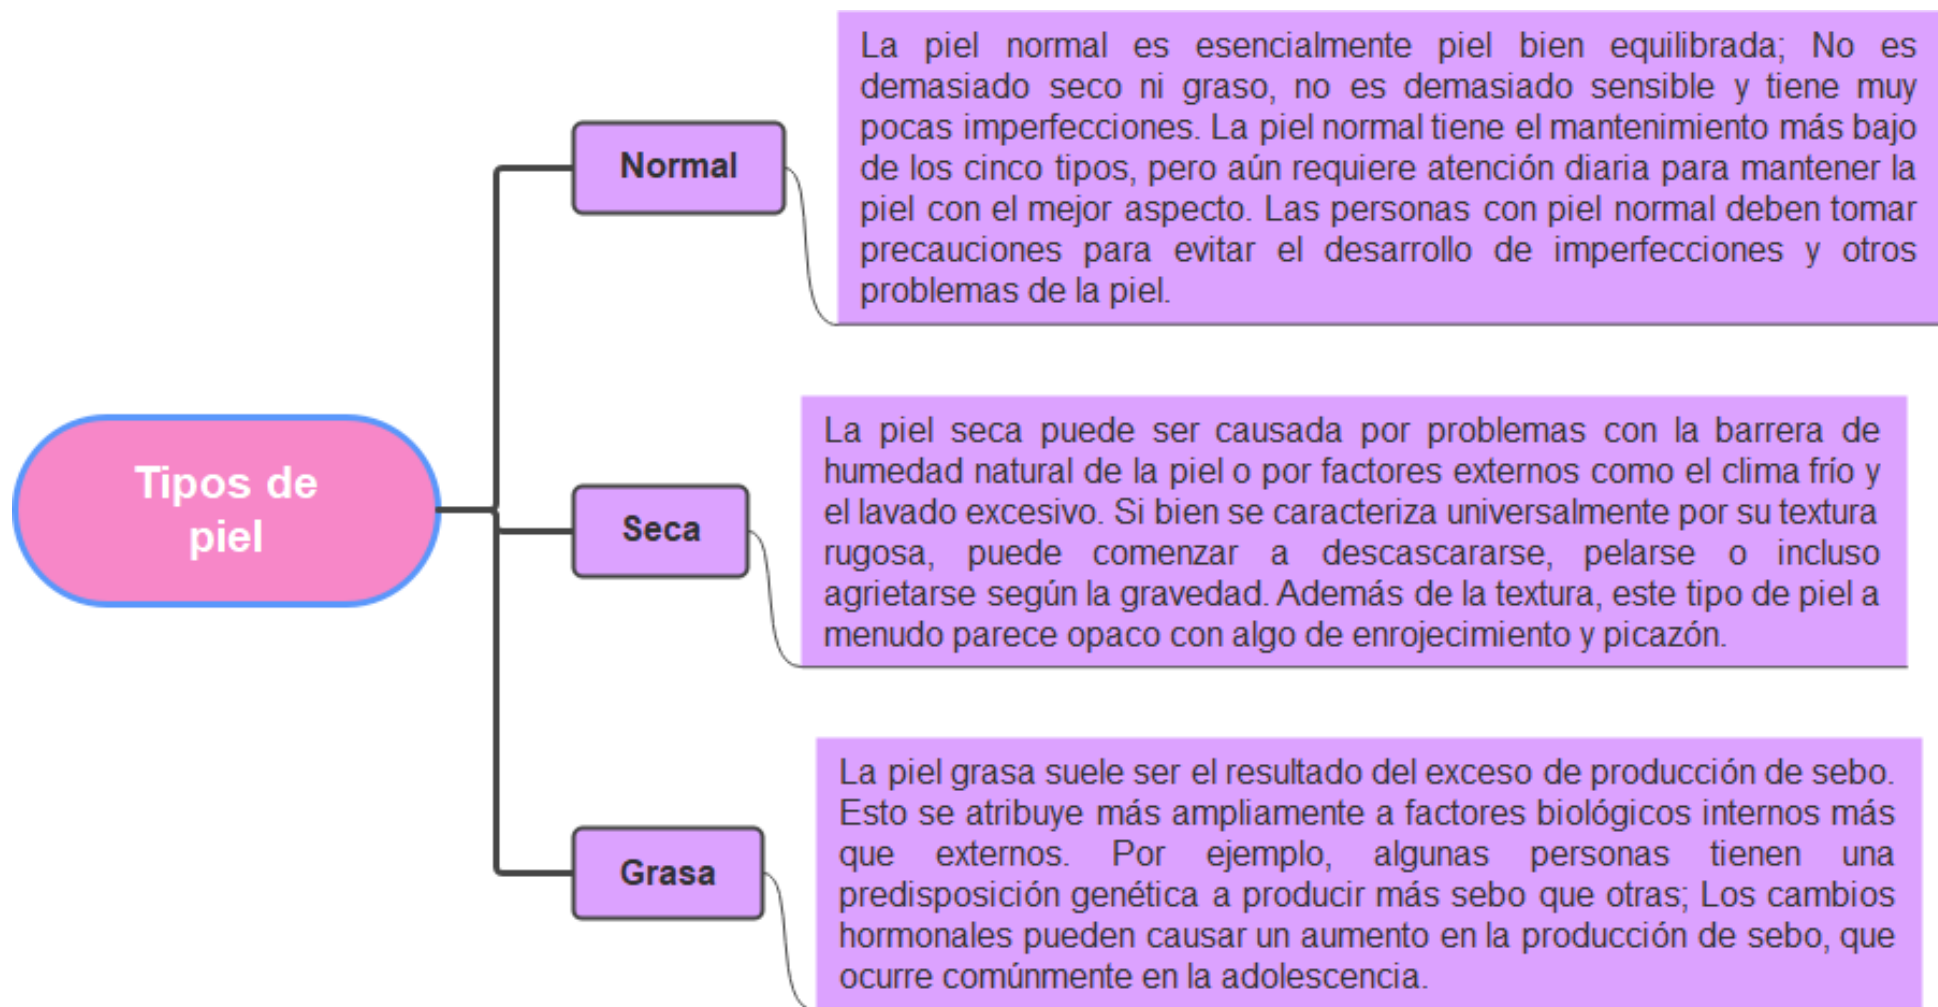 La piel normal es esencialmente piel bien equilibrada; No es
demasiado seco ni graso, no es demasiado sensible y tiene muy
pocas imperfecciones. La piel normal tiene el mantenimiento más bajo
de los cinco tipos, pero aún requiere atención diaria para mantener la
piel con el mejor aspecto. Las personas con piel normal deben tomar
precauciones para evitar el desarrollo de imperfecciones y otros
problemas de la piel.
Normal
Tipos de
piel
La piel seca puede ser causada por problemas con la barrera de
humedad natural de la piel o por factores externos como el clima frío y
el lavado excesivo. Si bien se caracteriza universalmente por su textura
rugosa, puede comenzar a descascararse, pelarse o incluso
agrietarse según la gravedad. Además de la textura, este tipo de piel a
menudo parece opaco con algo de enrojecimiento y picazón.
Seca
La piel grasa suele ser el resultado del exceso de producción de sebo.
Esto se atribuye más ampliamente a factores biológicos internos más
que externos. Por ejemplo, algunas personas tienen una
predisposición genética a producir más sebo que otras; Los cambios
hormonales pueden causar un aumento en la producción de sebo, que
ocurre comúnmente en la adolescencia.
Grasa